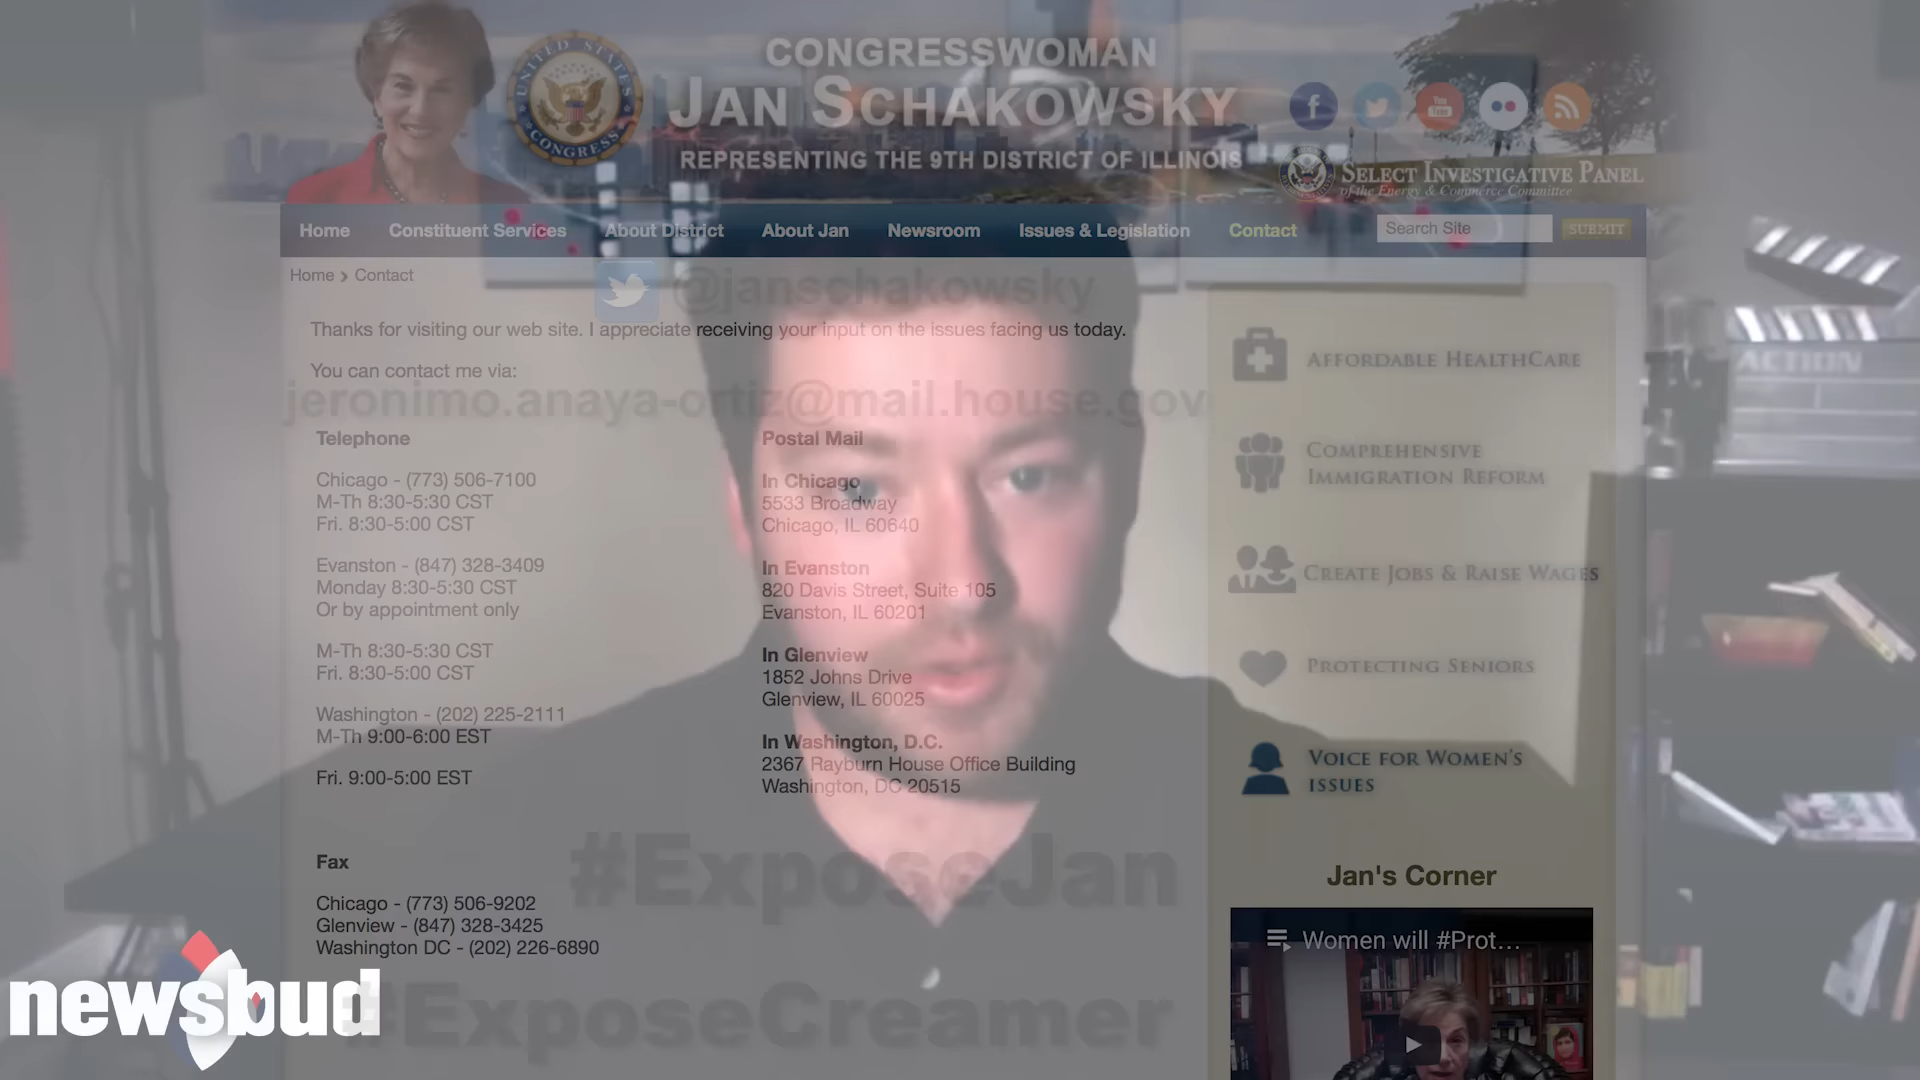 CONGRESSWOMAN
JAN SCHAKOWSKY
REPRESENTING THE 9TH DISTRICT OF ILLINOIS
UNITED STATES
CONGRESS
f
You
Tube
SELECT INVESTIGATIVE PANEL
of the Energy & Commerce Committee
Home Constituent Services About District About Jan Newsroom Issues & Legislation Contact Search Site SUBMIT
Home > Contact
@janschakowsky
Thanks for visiting our web site. I appreciate receiving your input on the issues facing us today.
You can contact me via:
jeronimo.anaya-ortiz@mail.house.gov
Telephone
Chicago - (773) 506-7100
M-Th 8:30-5:30 CST
Fri. 8:30-5:00 CST
Evanston - (847) 328-3409
Monday 8:30-5:30 CST
Or by appointment only
M-Th 8:30-5:30 CST
Fri. 8:30-5:00 CST
Washington - (202) 225-2111
M-Th 9:00-6:00 EST
Fri. 9:00-5:00 EST
Fax
Chicago - (773) 506-9202
Glenview - (847) 328-3425
Washington DC - (202) 226-6890
Postal Mail
In Chicago
5533 Broadway
Chicago, IL 60640
In Evanston
820 Davis Street, Suite 105
Evanston, IL 60201
In Glenview
1852 Johns Drive
Glenview, IL 60025
In Washington, D.C.
2367 Rayburn House Office Building
Washington, DC 20515
#ExposeJan
#ExposeCreamer
AFFORDABLE HEALTHCARE
COMPREHENSIVE
IMMIGRATION REFORM
CREATE JOBS & RAISE WAGES
PROTECTING SENIORS
VOICE FOR WOMEN'S
ISSUES
Jan's Corner
Women will #Prot...
ACTION
newsbud